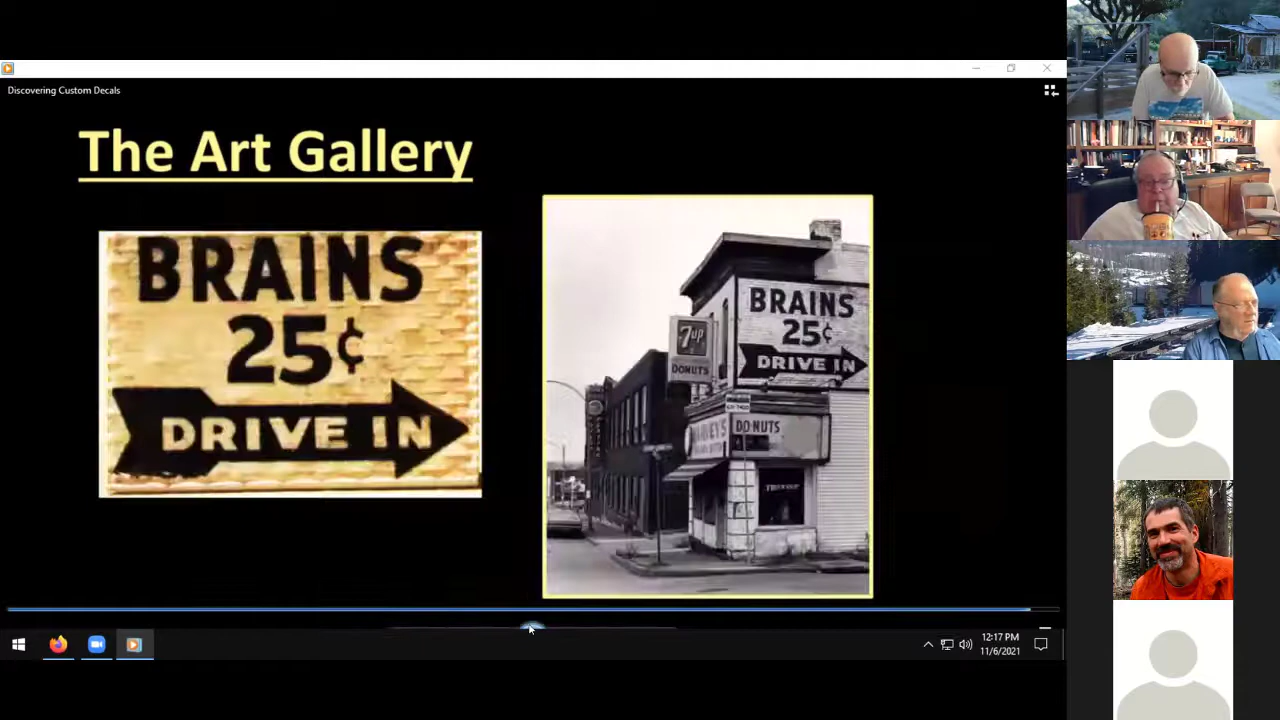 Discovering Custom Decals
The Art Gallery
BRAINS
25¢
DRIVE IN
BRAINS
25¢
7up
DRIVE IN
DONUTS
DONUTS
12:17 PM
11/6/2021